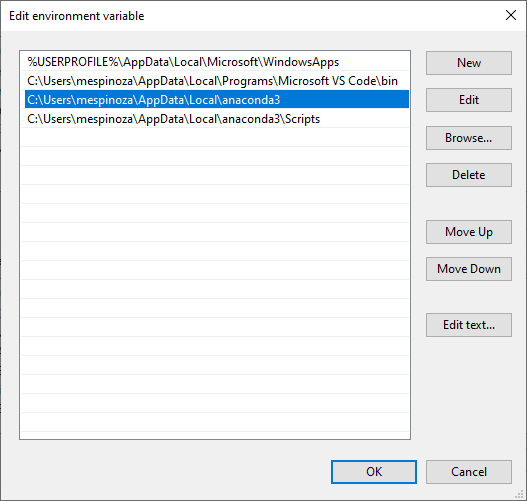 Edit environment variable
%USERPROFILE%\AppData\Local\Microsoft\WindowsApps
C:\Users\mespinoza\AppData\Local\Programs\Microsoft VS Code\bin
C:\Users\mespinoza\AppData\Local\anaconda3
C:\Users\mespinoza\AppData\Local\anaconda3\Scripts
New
Edit
Browse...
Delete
Move Up
Move Down
Edit text...
OK
Cancel